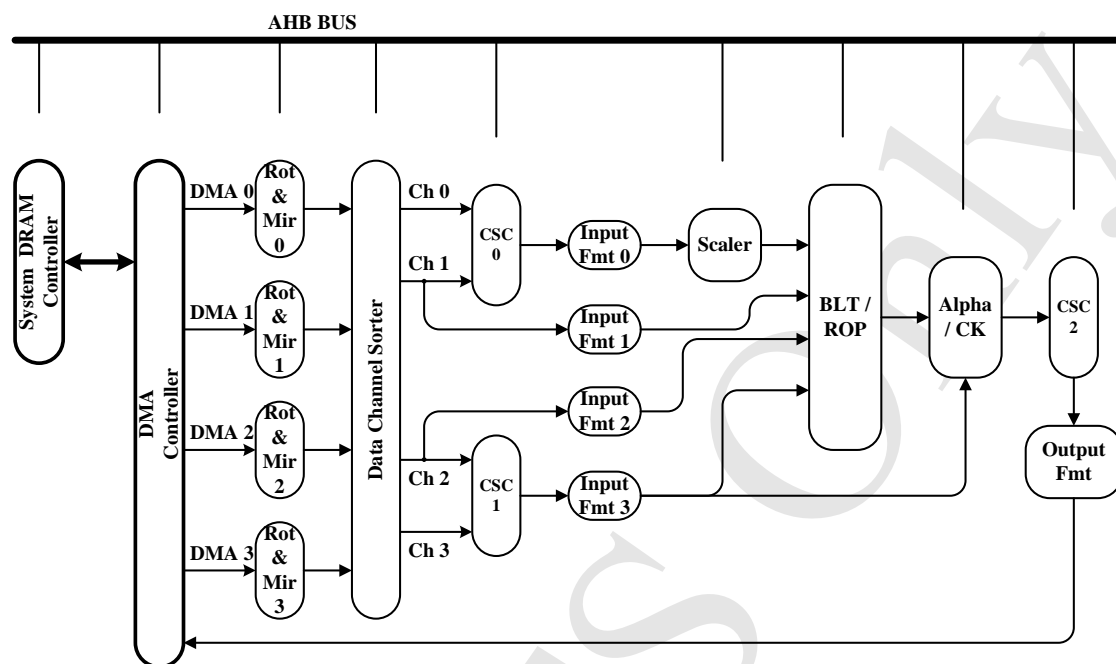 AHB BUS
System DRAM
Controller
DMA
Controller
DMA 0
DMA 1
DMA 2
DMA 3
Rot
&
Mir
0
Rot
&
Mir
1
Rot
&
Mir
2
Rot
&
Mir
3
Data Channel Sorter
Ch 0
Ch 1
Ch 2
Ch 3
CSC
0
CSC
1
Input
Fmt 0
Input
Fmt 1
Input
Fmt 2
Input
Fmt 3
Scaler
BLT /
ROP
Alpha
/ CK
CSC
2
Output
Fmt
S Only